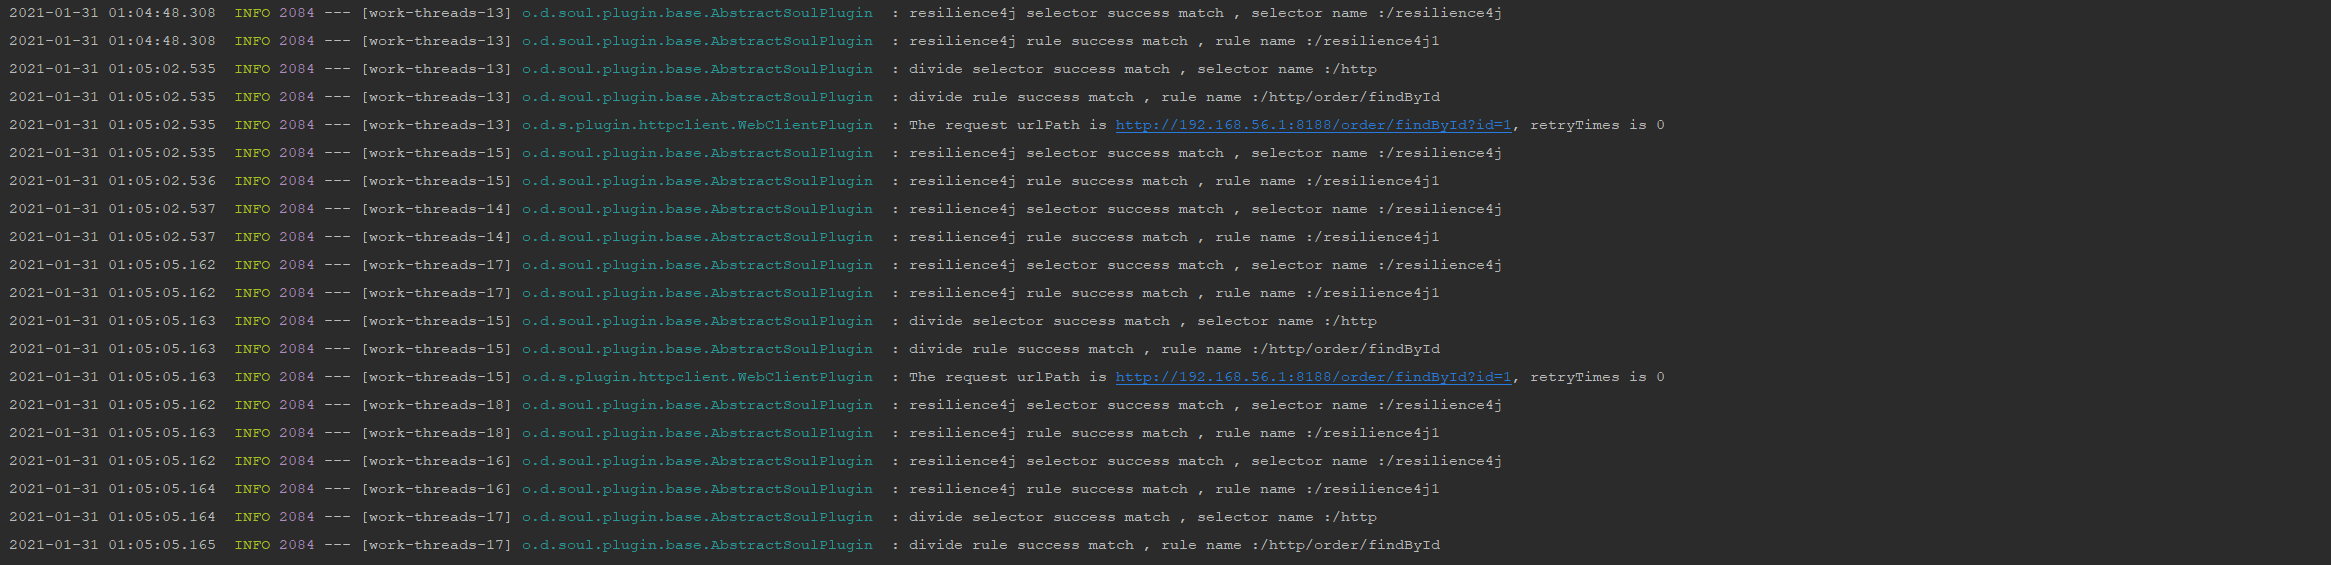 2021-01-31 01:04:48.308  INFO 2084 --- [work-threads-13] o.d.soul.plugin.base.AbstractSoulPlugin  : resilience4j selector success match , selector name :/resilience4j
2021-01-31 01:04:48.308  INFO 2084 --- [work-threads-13] o.d.soul.plugin.base.AbstractSoulPlugin  : resilience4j rule success match , rule name :/resilience4j1
2021-01-31 01:05:02.535  INFO 2084 --- [work-threads-13] o.d.soul.plugin.base.AbstractSoulPlugin  : divide selector success match , selector name :/http
2021-01-31 01:05:02.535  INFO 2084 --- [work-threads-13] o.d.soul.plugin.base.AbstractSoulPlugin  : divide rule success match , rule name :/http/order/findById
2021-01-31 01:05:02.535  INFO 2084 --- [work-threads-13] o.d.s.plugin.httpclient.WebClientPlugin  : The request urlPath is http://192.168.56.1:8188/order/findById?id=1, retryTimes is 0
2021-01-31 01:05:02.535  INFO 2084 --- [work-threads-15] o.d.soul.plugin.base.AbstractSoulPlugin  : resilience4j selector success match , selector name :/resilience4j
2021-01-31 01:05:02.536  INFO 2084 --- [work-threads-15] o.d.soul.plugin.base.AbstractSoulPlugin  : resilience4j rule success match , rule name :/resilience4j1
2021-01-31 01:05:02.537  INFO 2084 --- [work-threads-14] o.d.soul.plugin.base.AbstractSoulPlugin  : resilience4j selector success match , selector name :/resilience4j
2021-01-31 01:05:02.537  INFO 2084 --- [work-threads-14] o.d.soul.plugin.base.AbstractSoulPlugin  : resilience4j rule success match , rule name :/resilience4j1
2021-01-31 01:05:05.162  INFO 2084 --- [work-threads-17] o.d.soul.plugin.base.AbstractSoulPlugin  : resilience4j selector success match , selector name :/resilience4j
2021-01-31 01:05:05.162  INFO 2084 --- [work-threads-17] o.d.soul.plugin.base.AbstractSoulPlugin  : resilience4j rule success match , rule name :/resilience4j1
2021-01-31 01:05:05.163  INFO 2084 --- [work-threads-15] o.d.soul.plugin.base.AbstractSoulPlugin  : divide selector success match , selector name :/http
2021-01-31 01:05:05.163  INFO 2084 --- [work-threads-15] o.d.soul.plugin.base.AbstractSoulPlugin  : divide rule success match , rule name :/http/order/findById
2021-01-31 01:05:05.163  INFO 2084 --- [work-threads-15] o.d.s.plugin.httpclient.WebClientPlugin  : The request urlPath is http://192.168.56.1:8188/order/findById?id=1, retryTimes is 0
2021-01-31 01:05:05.162  INFO 2084 --- [work-threads-18] o.d.soul.plugin.base.AbstractSoulPlugin  : resilience4j selector success match , selector name :/resilience4j
2021-01-31 01:05:05.163  INFO 2084 --- [work-threads-18] o.d.soul.plugin.base.AbstractSoulPlugin  : resilience4j rule success match , rule name :/resilience4j1
2021-01-31 01:05:05.162  INFO 2084 --- [work-threads-16] o.d.soul.plugin.base.AbstractSoulPlugin  : resilience4j selector success match , selector name :/resilience4j
2021-01-31 01:05:05.164  INFO 2084 --- [work-threads-16] o.d.soul.plugin.base.AbstractSoulPlugin  : resilience4j rule success match , rule name :/resilience4j1
2021-01-31 01:05:05.164  INFO 2084 --- [work-threads-17] o.d.soul.plugin.base.AbstractSoulPlugin  : divide selector success match , selector name :/http
2021-01-31 01:05:05.165  INFO 2084 --- [work-threads-17] o.d.soul.plugin.base.AbstractSoulPlugin  : divide rule success match , rule name :/http/order/findById